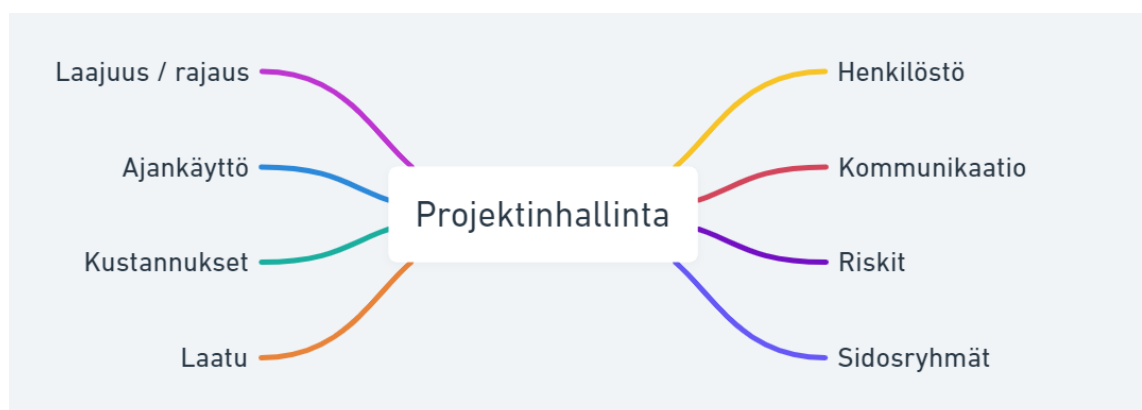 Laajuus / rajaus
Ajankäyttö
Kustannukset
Laatu
Projektinhallinta
Henkilöstö
Kommunikaatio
Riskit
Sidosryhmät